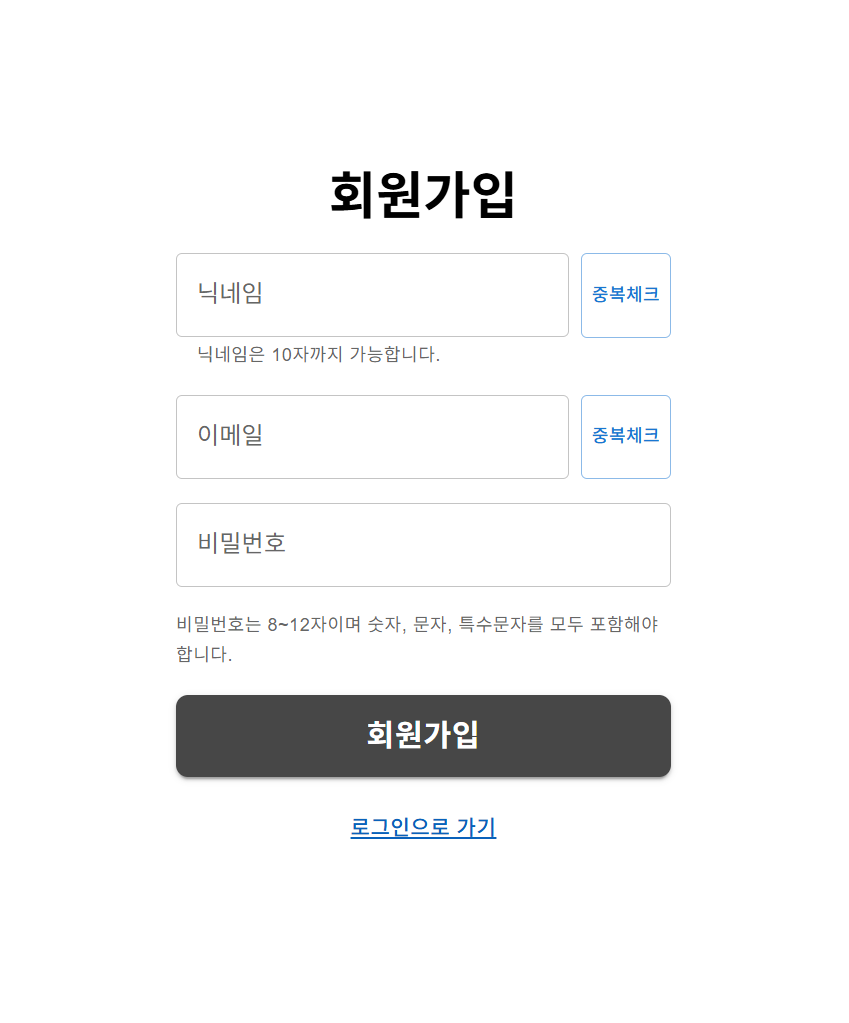 회원가입
닉네임
중복체크
닉네임은 10자까지 가능합니다.
이메일
중복체크
비밀번호
비밀번호는 8~12자이며 숫자, 문자, 특수문자를 모두 포함해야
합니다.
회원가입
로그인으로 가기